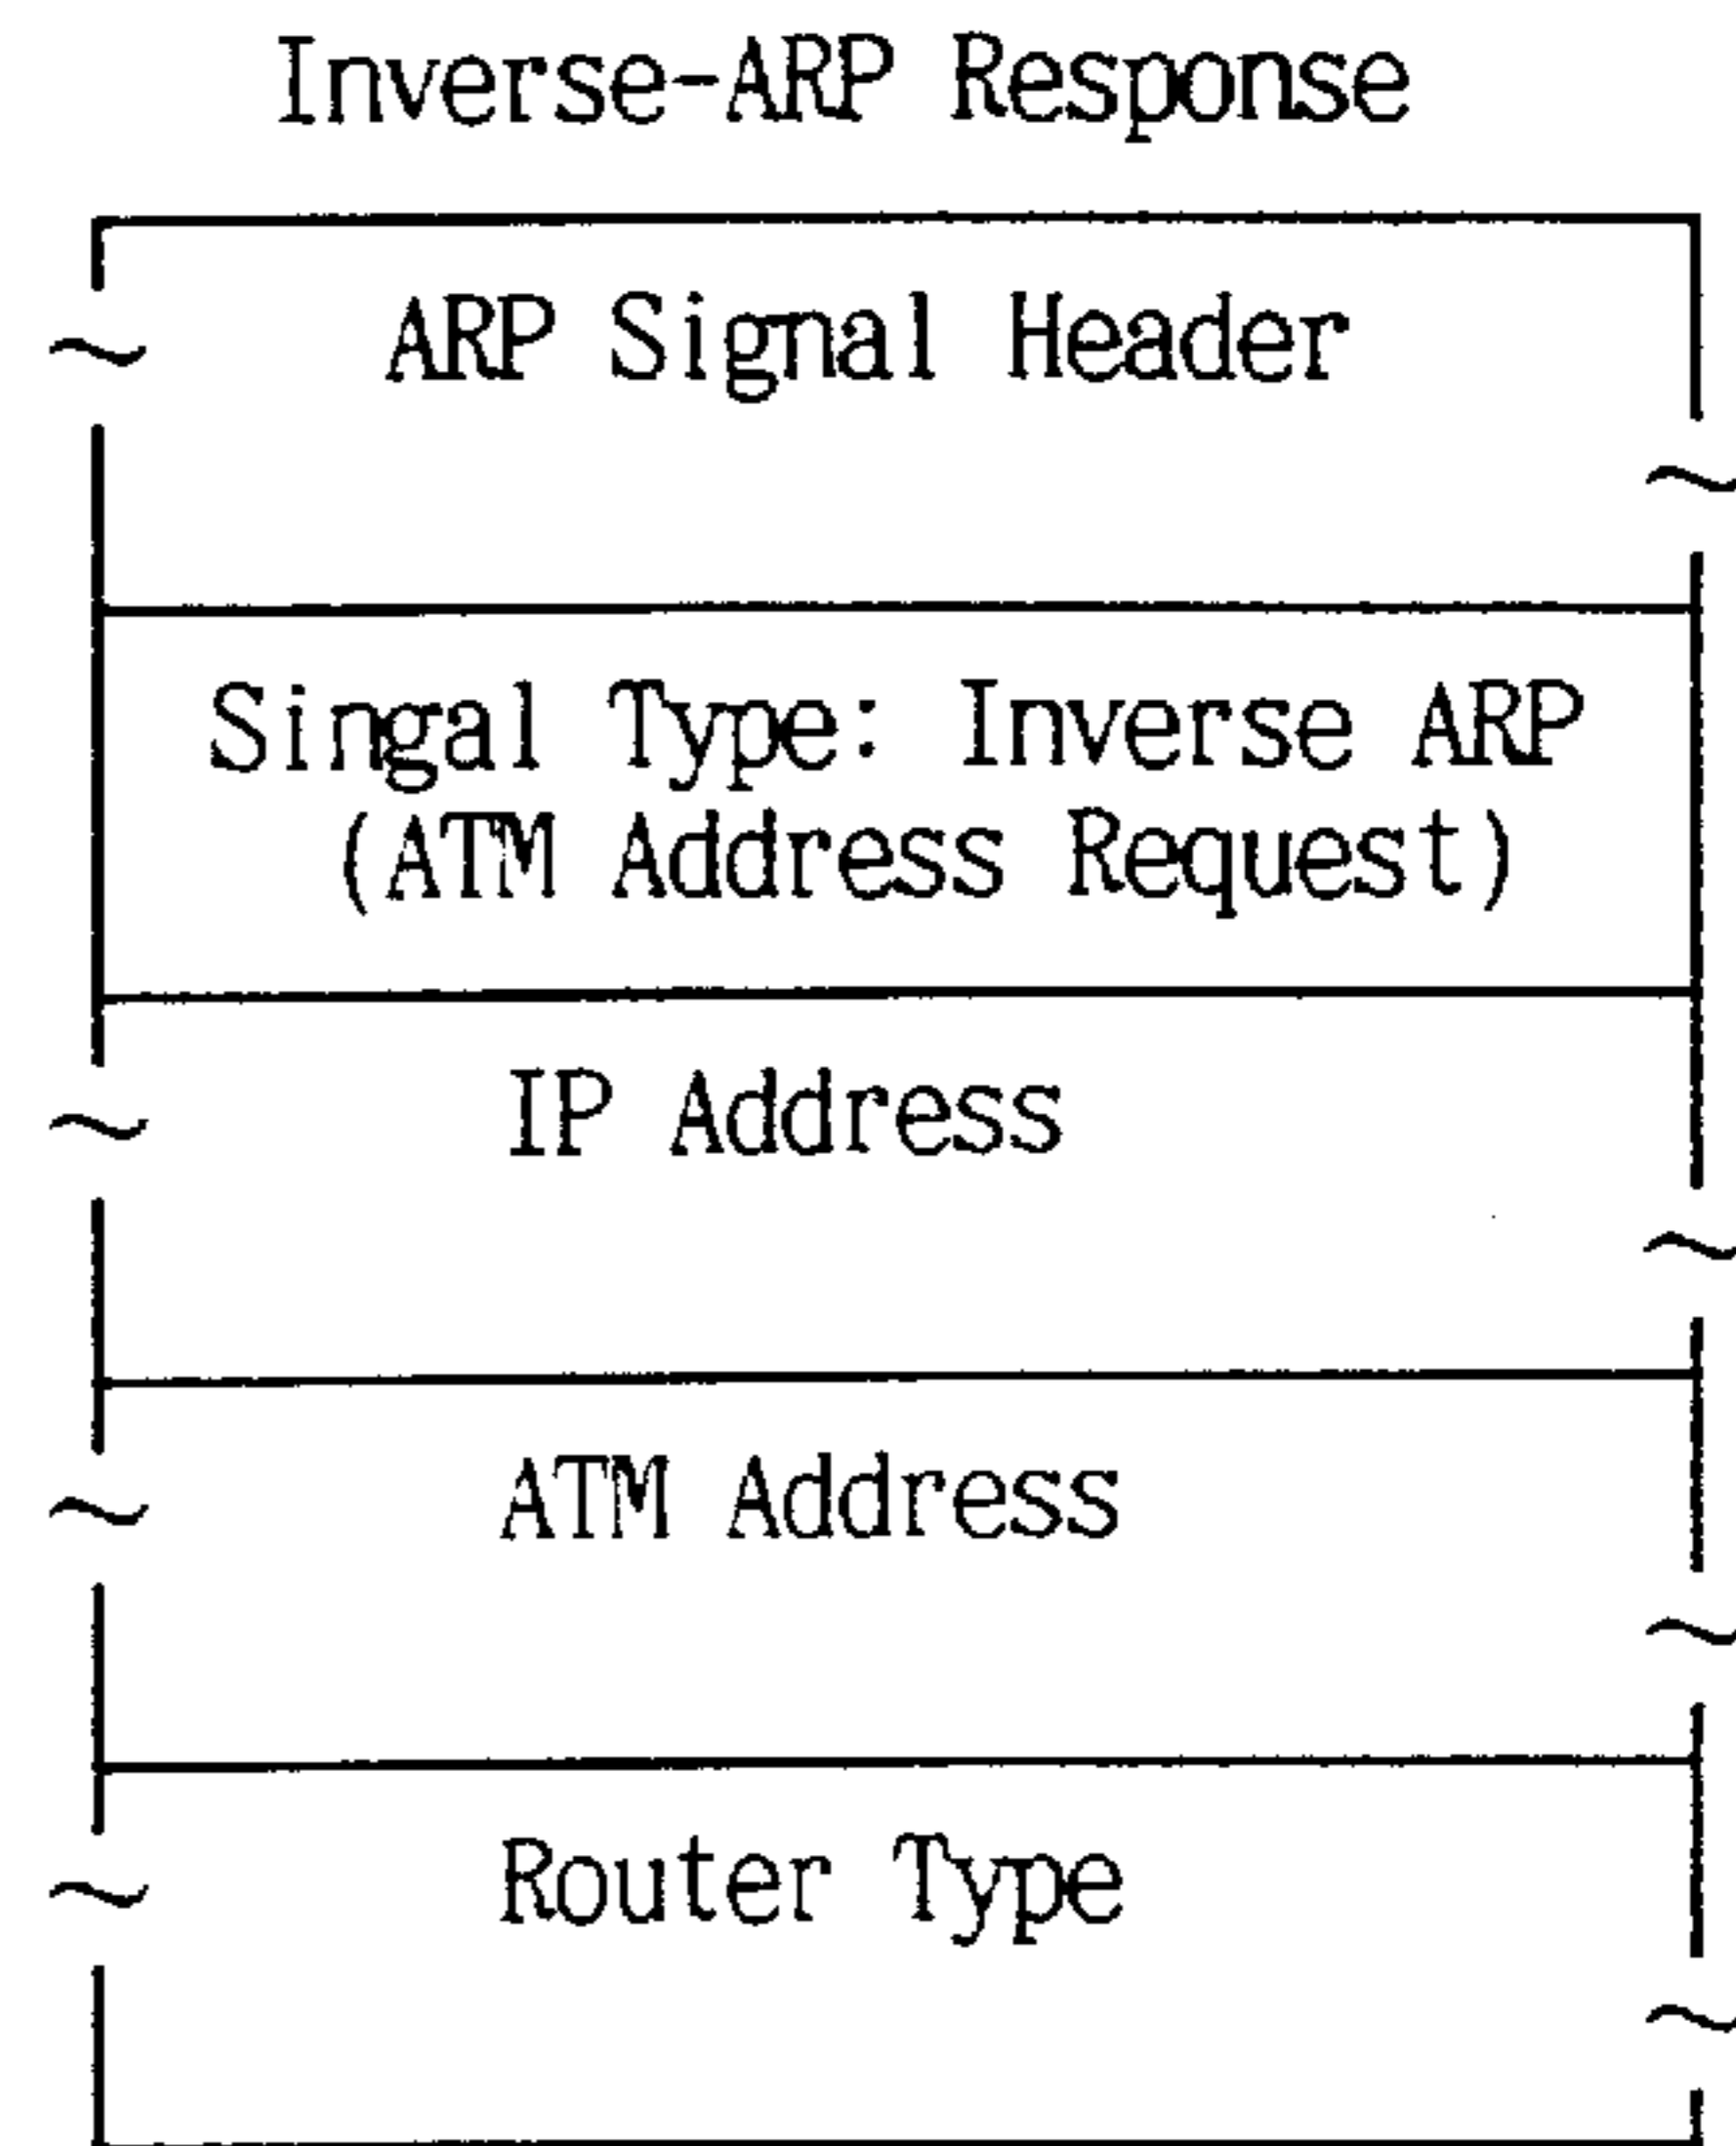 Inverse-ARP Response
ARP Signal Header
Singal Type: Inverse ARP
(ATM Address Request)
IP Address
ATM Address
Router Type